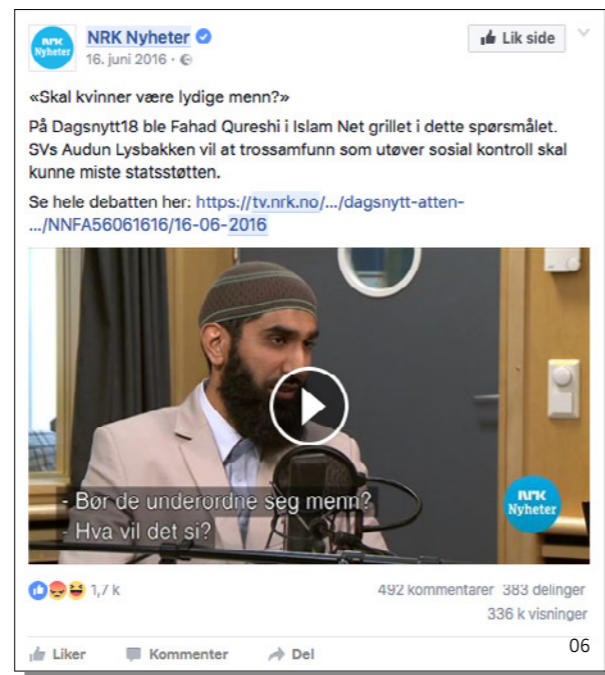 NRK Nyheter
NRK Nyheter
Lik side
16. juni 2016
«Skal kvinner være lydige menn?»
På Dagsnytt18 ble Fahad Qureshi i Islam Net grillet i dette spørsmålet.
SVs Audun Lysbakken vil at trossamfunn som utøver sosial kontroll skal
kunne miste statsstøtten.
Se hele debatten her: https://tv.nrk.no/.../dagsnytt-atten-
.../NNFA56061616/16-06-2016
- Bør de underordne seg menn?
- Hva vil det si?
NRK
Nyheter
1,7 k
492 kommentarer 383 delinger
336 k visninger
Liker Kommenter Del
06